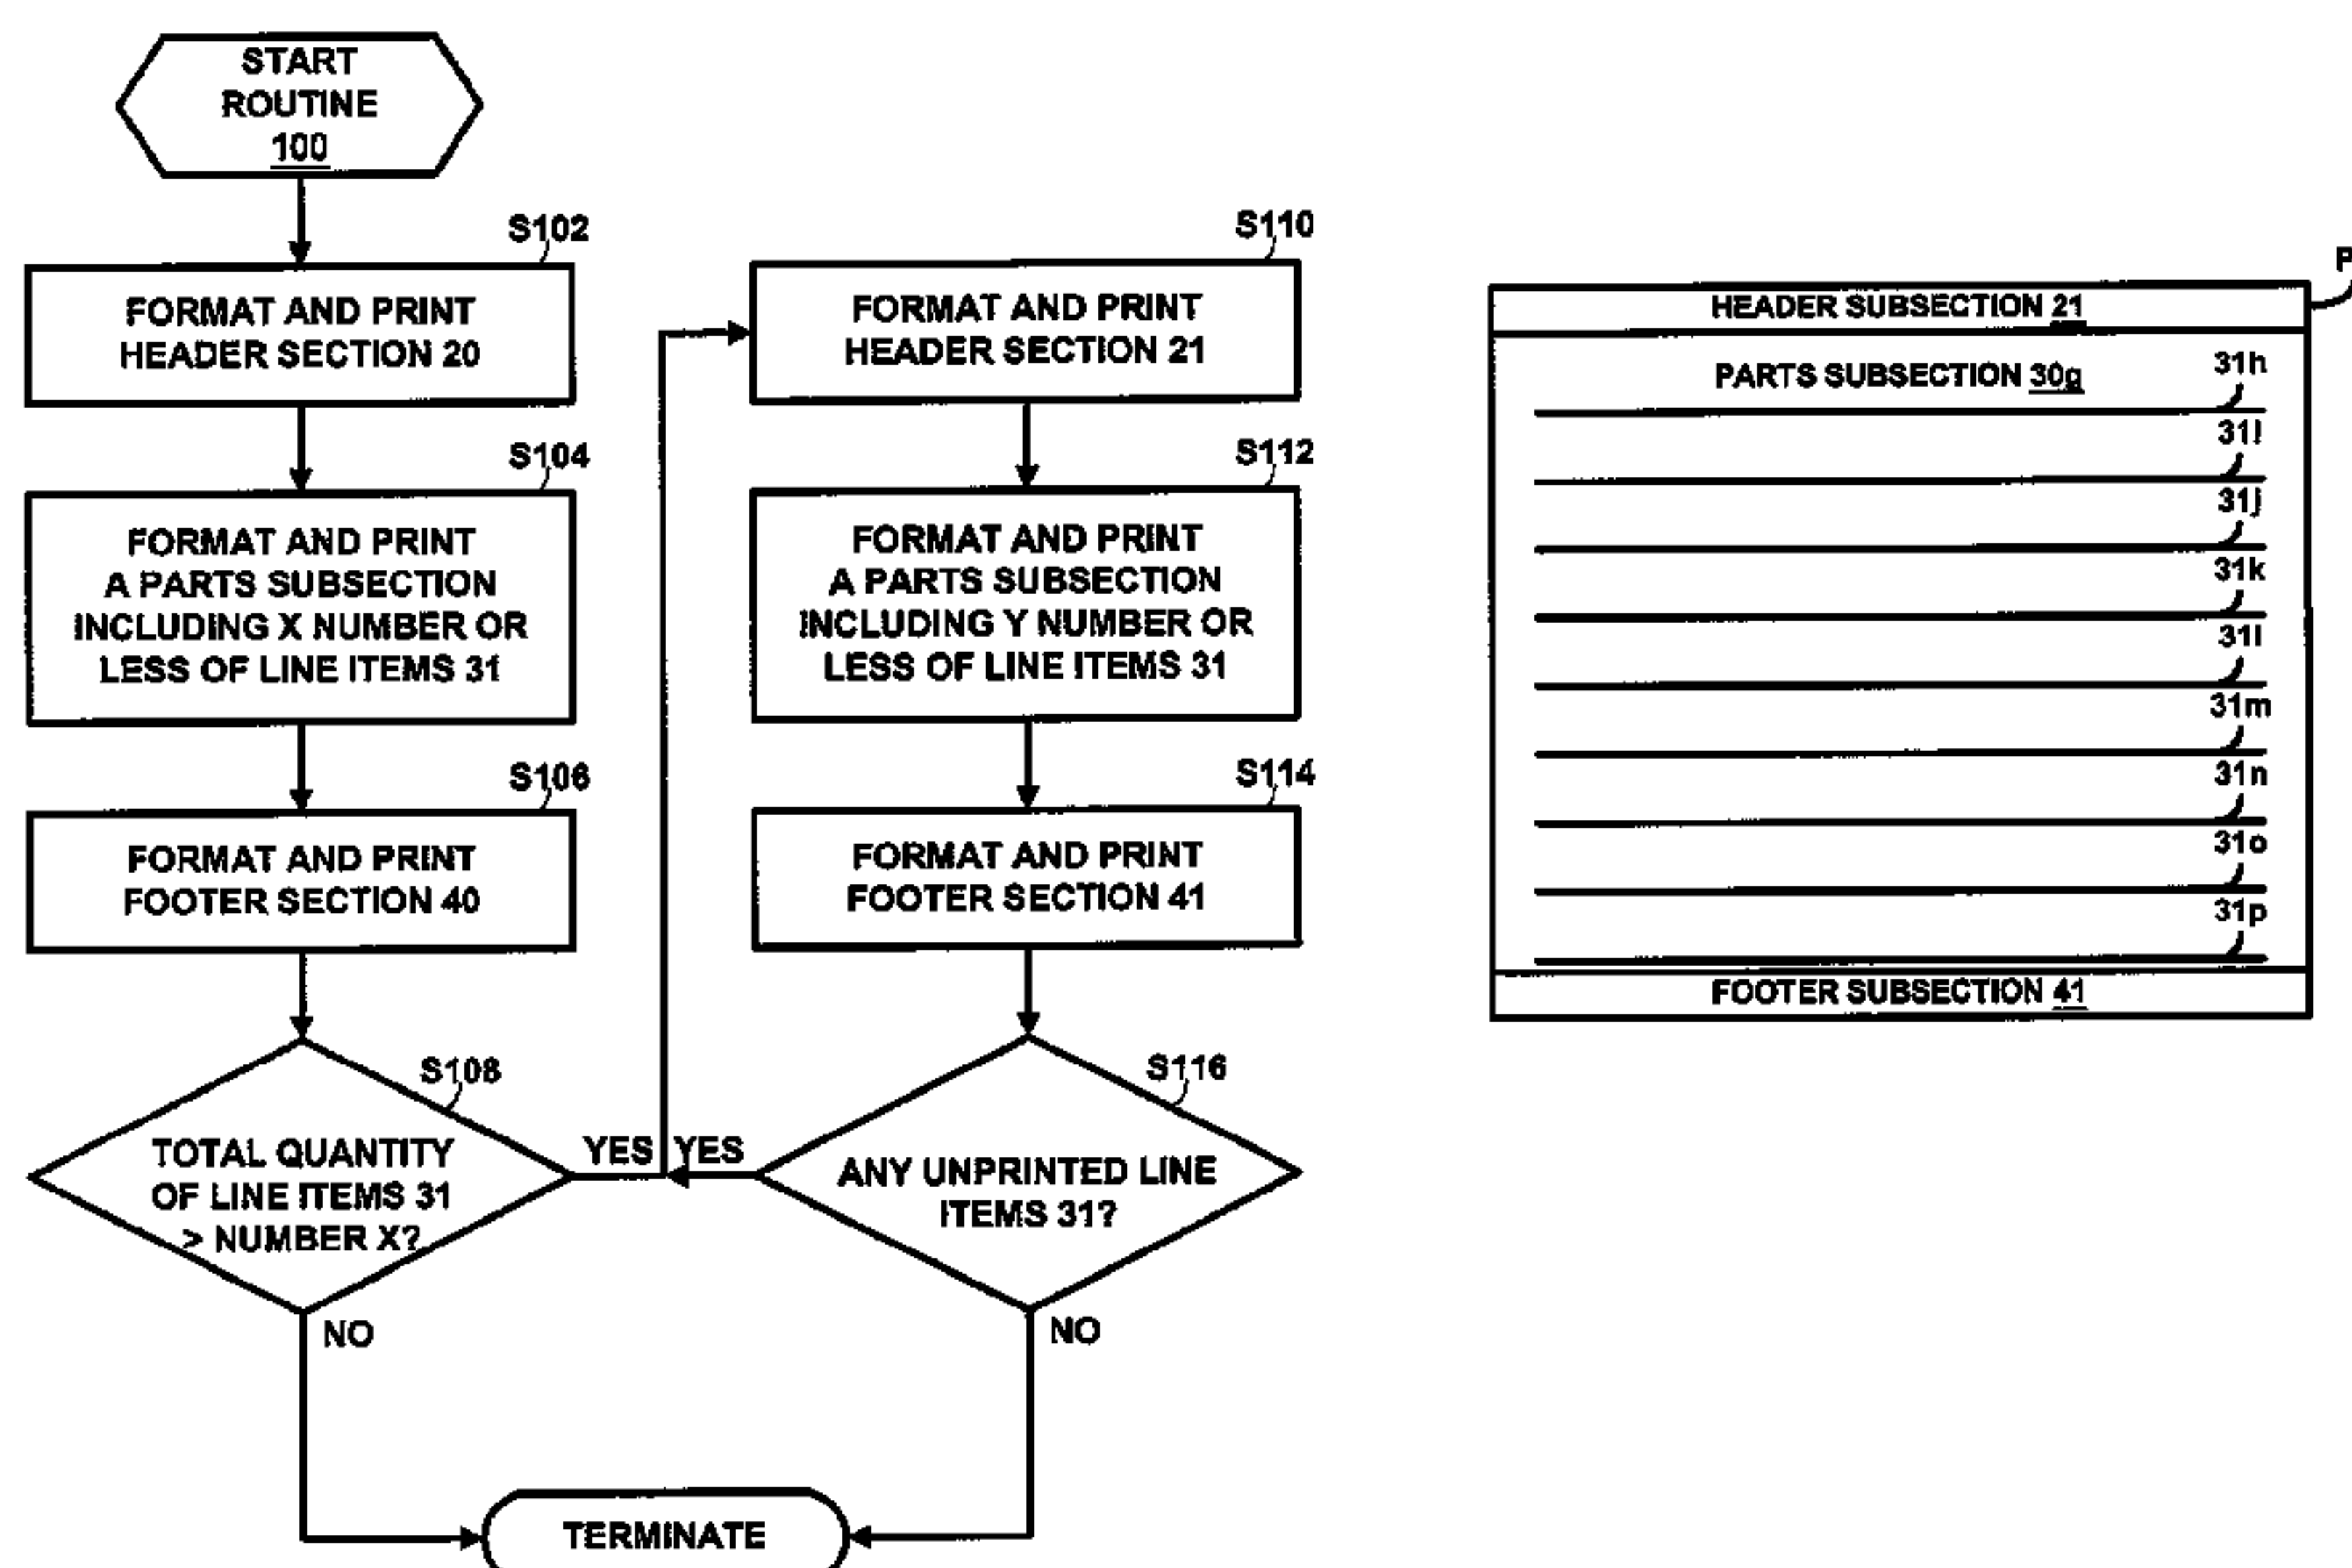 START
ROUTINE
100
S102
FORMAT AND PRINT
HEADER SECTION 20
S104
FORMAT AND PRINT
A PARTS SUBSECTION
INCLUDING X NUMBER OR
LESS OF LINE ITEMS 31
S106
FORMAT AND PRINT
FOOTER SECTION 40
S108
TOTAL QUANTITY
OF LINE ITEMS 31
> NUMBER X?
YES
NO
S110
FORMAT AND PRINT
HEADER SECTION 21
S112
FORMAT AND PRINT
A PARTS SUBSECTION
INCLUDING Y NUMBER OR
LESS OF LINE ITEMS 31
S114
FORMAT AND PRINT
FOOTER SECTION 41
S116
ANY UNPRINTED LINE
ITEMS 31?
YES
NO
TERMINATE
HEADER SUBSECTION 21
PARTS SUBSECTION 30g
31h
31i
31j
31k
31l
31m
31n
31o
31p
FOOTER SUBSECTION 41